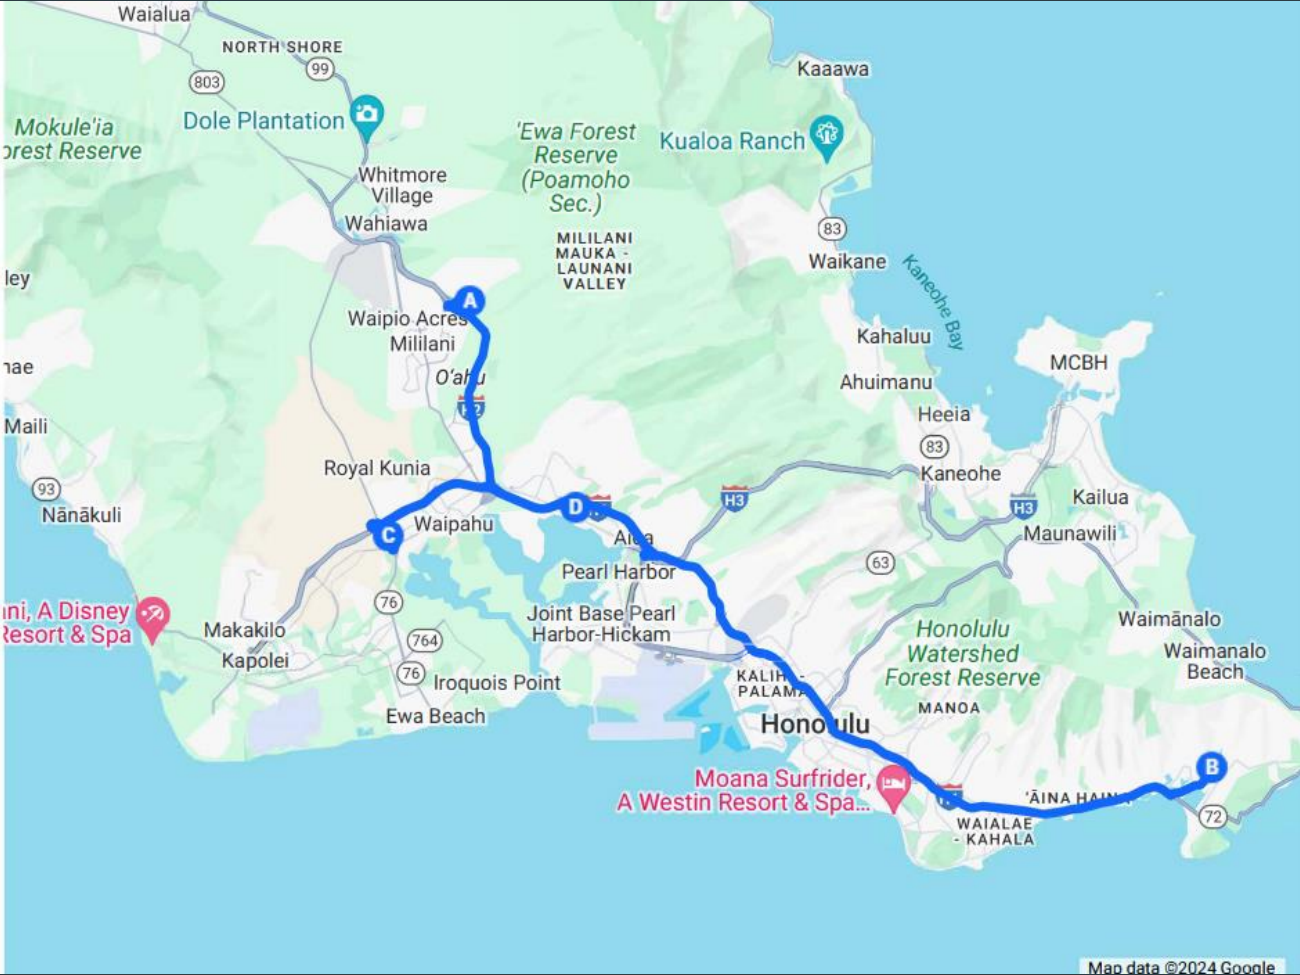 Waialua
NORTH SHORE
99
803
Kaaawa
Dole Plantation
Mokule'ia
orest Reserve
'Ewa Forest
Reserve
(Poamoho
Sec.)
Kualoa Ranch
Whitmore
Village
Wahiawa
83
MILILANI
MAUKA -
LAUNANI
VALLEY
Waikane
Kaneohe Bay
ley
A
Waipio Acres
Mililani
Kahaluu
MCBH
nae
O‘ahu
Ahuimanu
Maili
Heeia
83
Royal Kunia
Kaneohe
93
H3
Kailua
Nānākuli
D
H3
Waipahu
C
Maunawili
Aiea
Pearl Harbor
63
76
ni, A Disney
Resort & Spa
Joint Base Pearl
Harbor-Hickam
Makakilo
764
Waimānalo
Honolulu
Watershed
Forest Reserve
Kapolei
76
Iroquois Point
Waimanalo
Beach
KALIHI -
PALAMA
MANOA
Ewa Beach
Honolulu
B
Moana Surfrider,
A Westin Resort & Spa...
'ĀINA HAINA
72
WAIALAE
- KAHALA
Map data ©2024 Google